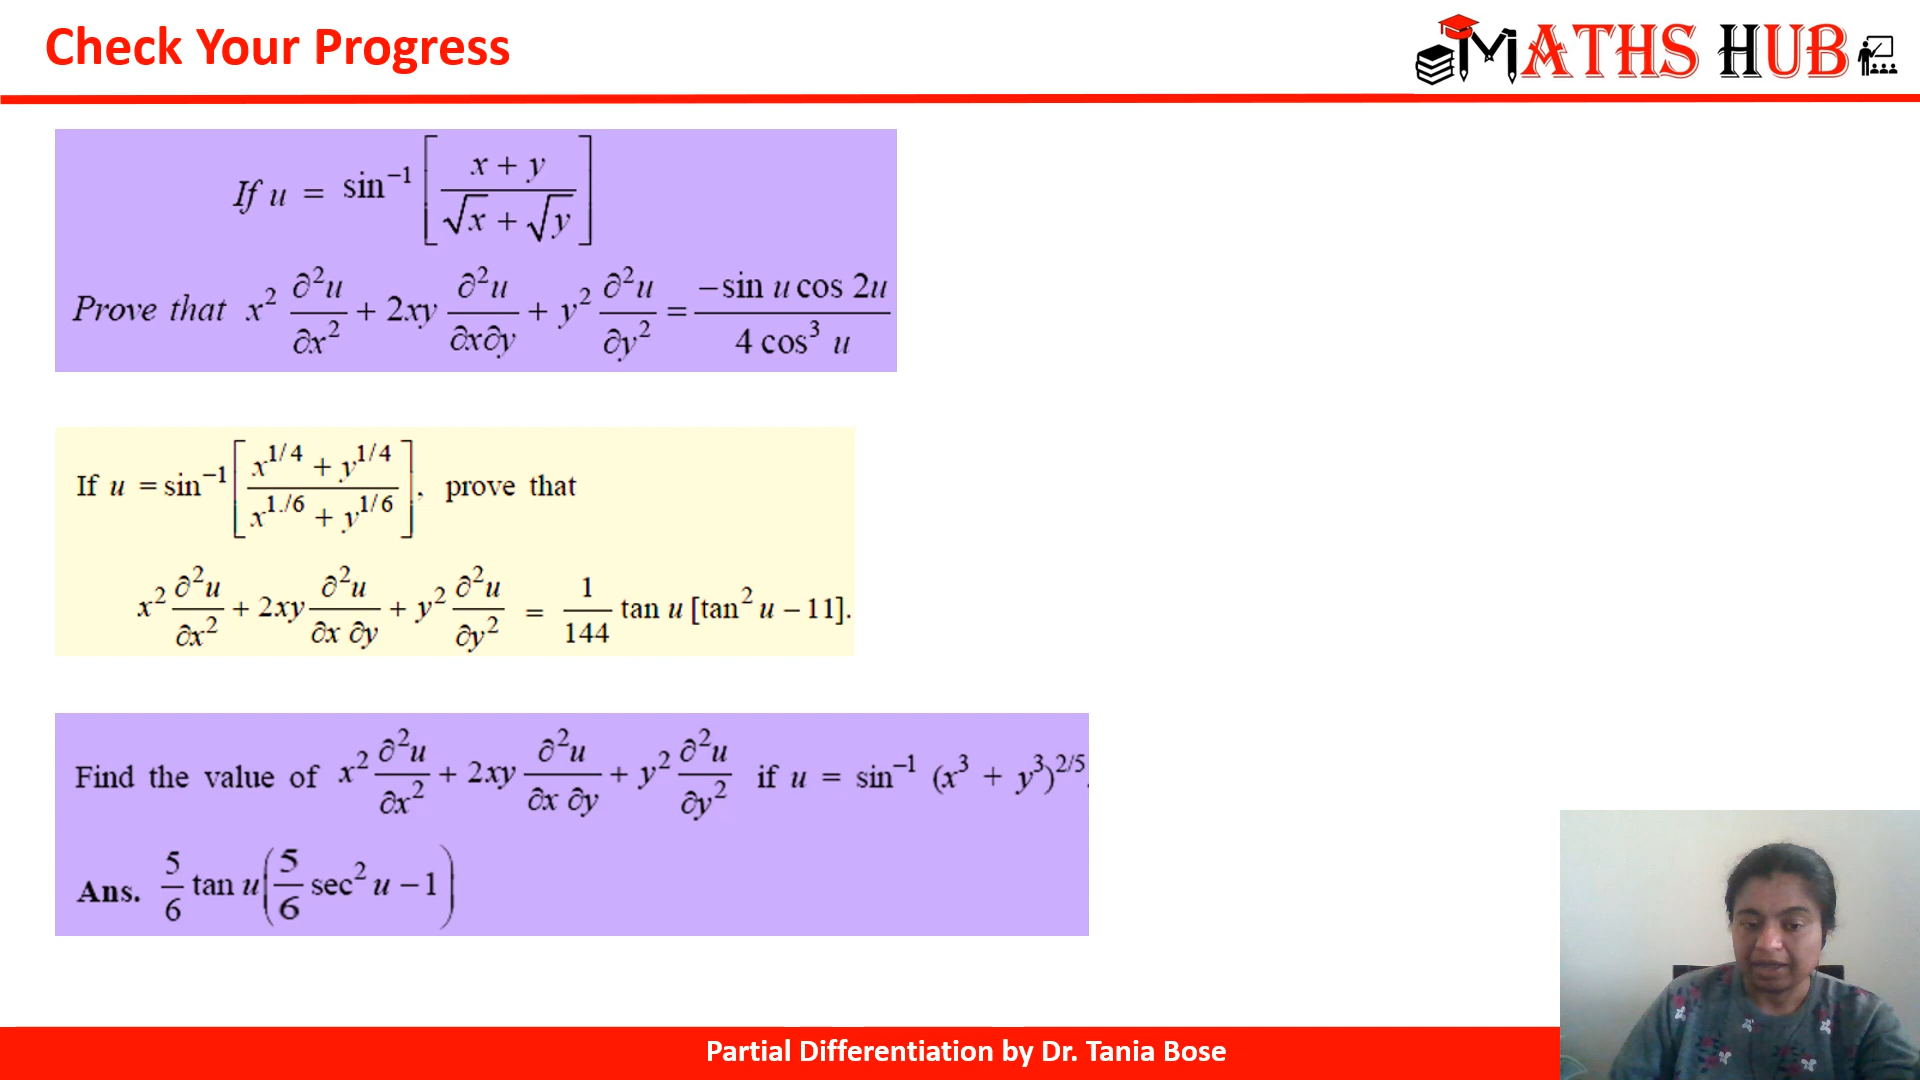 Check Your Progress
MATHS HUB
If u = sin⁻¹ [ (x + y) / (√x + √y) ]
Prove that x² ∂²u/∂x² + 2xy ∂²u/∂x∂y + y² ∂²u/∂y² = −sin u cos 2u / 4 cos³ u
If u = sin⁻¹ [ (x^1/4 + y^1/4) / (x^1./6 + y^1/6) ], prove that
x² ∂²u/∂x² + 2xy ∂²u/∂x ∂y + y² ∂²u/∂y² = 1/144 tan u [tan² u − 11].
Find the value of x² ∂²u/∂x² + 2xy ∂²u/∂x ∂y + y² ∂²u/∂y² if u = sin⁻¹ (x³ + y³)^2/5.
Ans. 5/6 tan u (5/6 sec² u − 1)
Partial Differentiation by Dr. Tania Bose